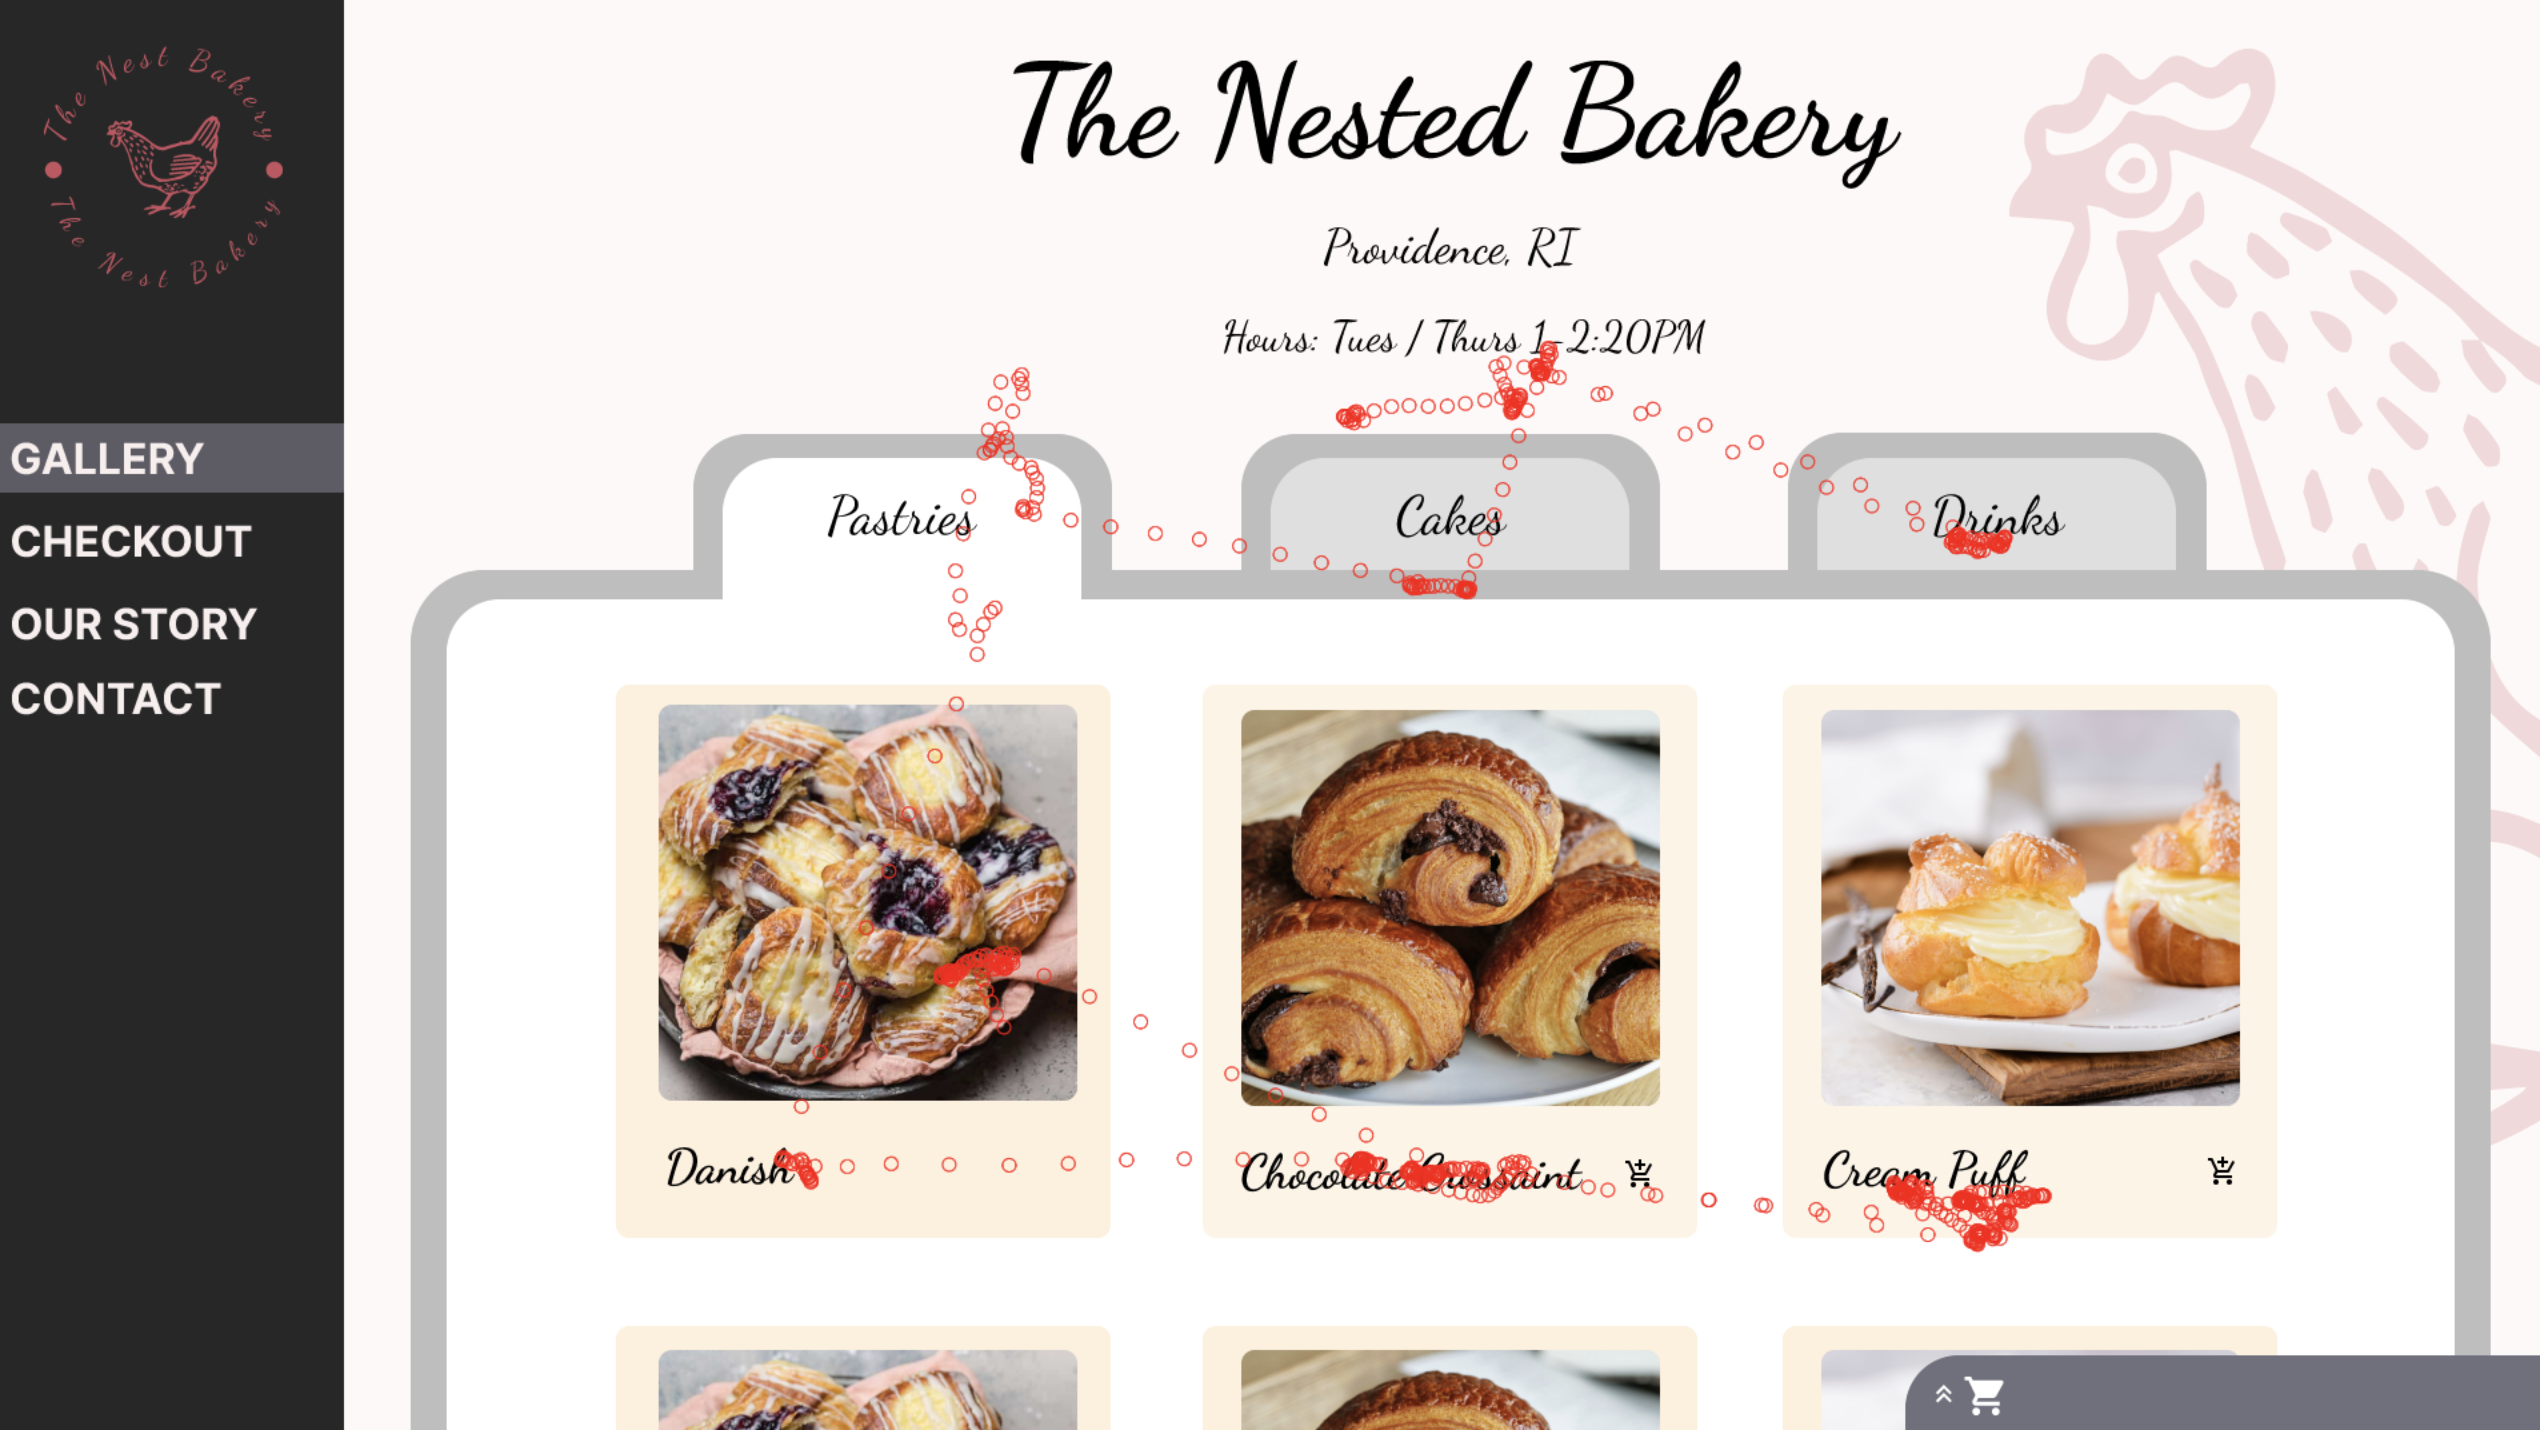 The Nest Bakery
The Nest Bakery
GALLERY
CHECKOUT
OUR STORY
CONTACT
The Nested Bakery
Providence, RI
Hours: Tues / Thurs 1-2:20PM
Pastries
Cakes
Drinks
Danish
Chocolate Crossaint
Cream Puff